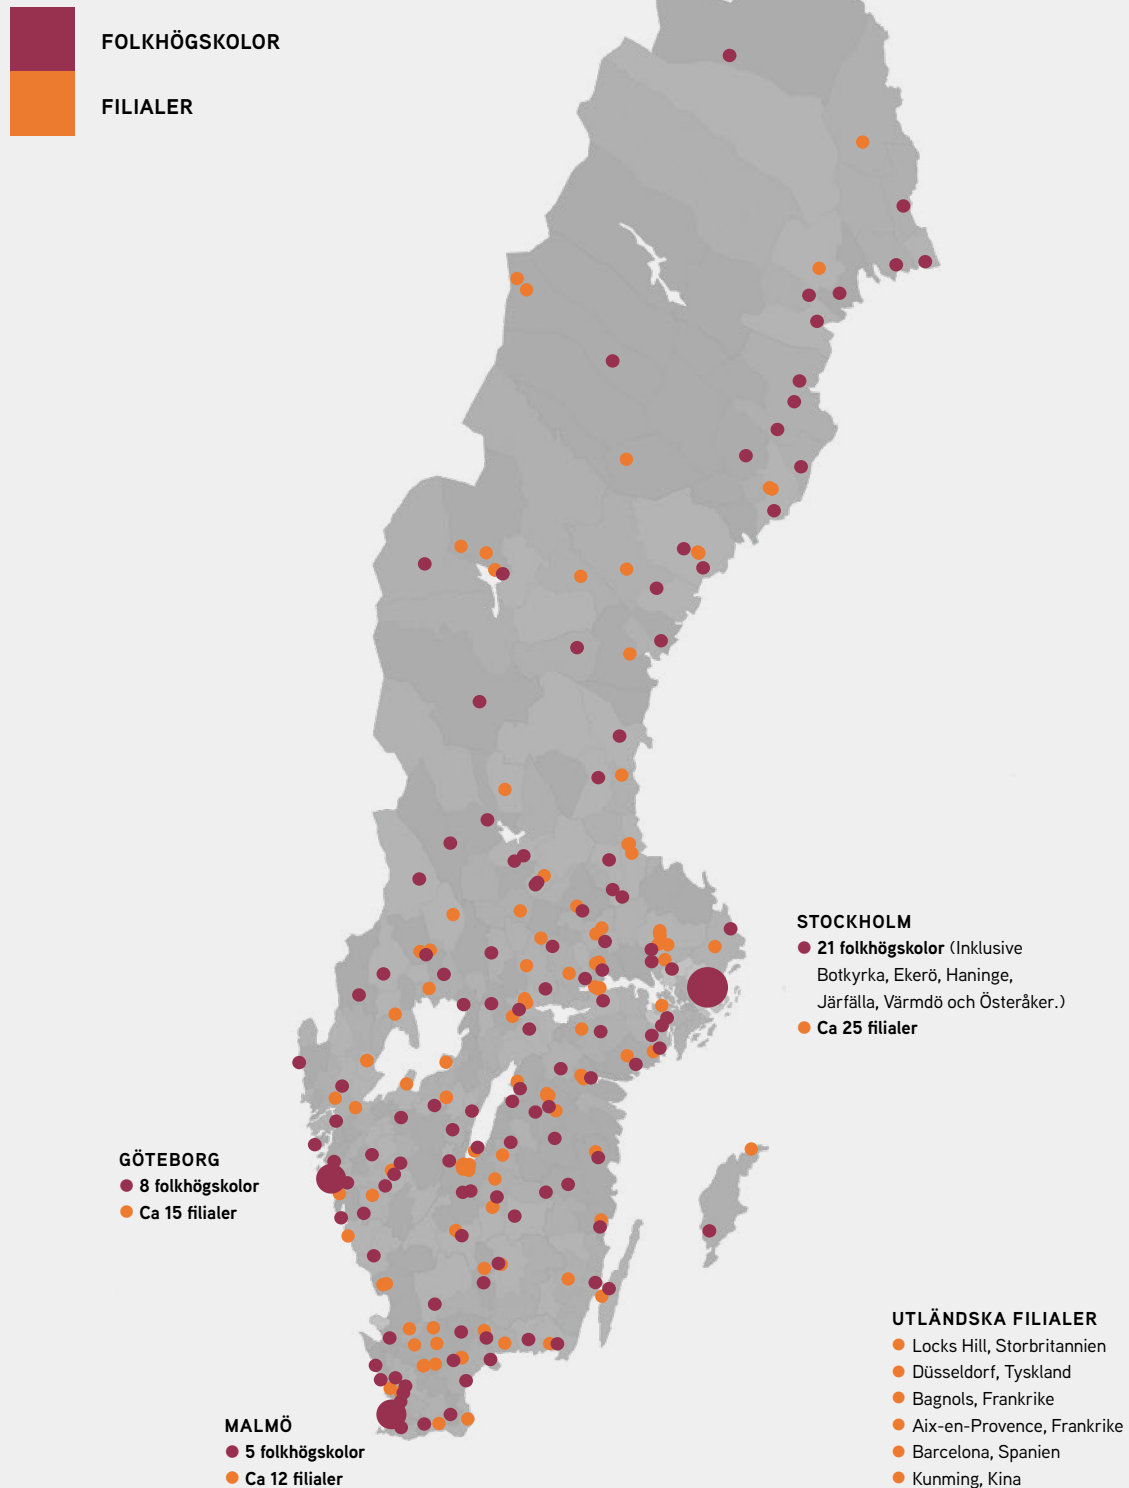 FOLKHÖGSKOLOR
FILIALER
STOCKHOLM
21 folkhögskolor (Inklusive
Botkyrka, Ekerö, Haninge,
Järfälla, Värmdö och Österåker.)
Ca 25 filialer
GÖTEBORG
8 folkhögskolor
Ca 15 filialer
MALMÖ
5 folkhögskolor
Ca 12 filialer
UTLÄNDSKA FILIALER
Locks Hill, Storbritannien
Düsseldorf, Tyskland
Bagnols, Frankrike
Aix-en-Provence, Frankrike
Barcelona, Spanien
Kunming, Kina